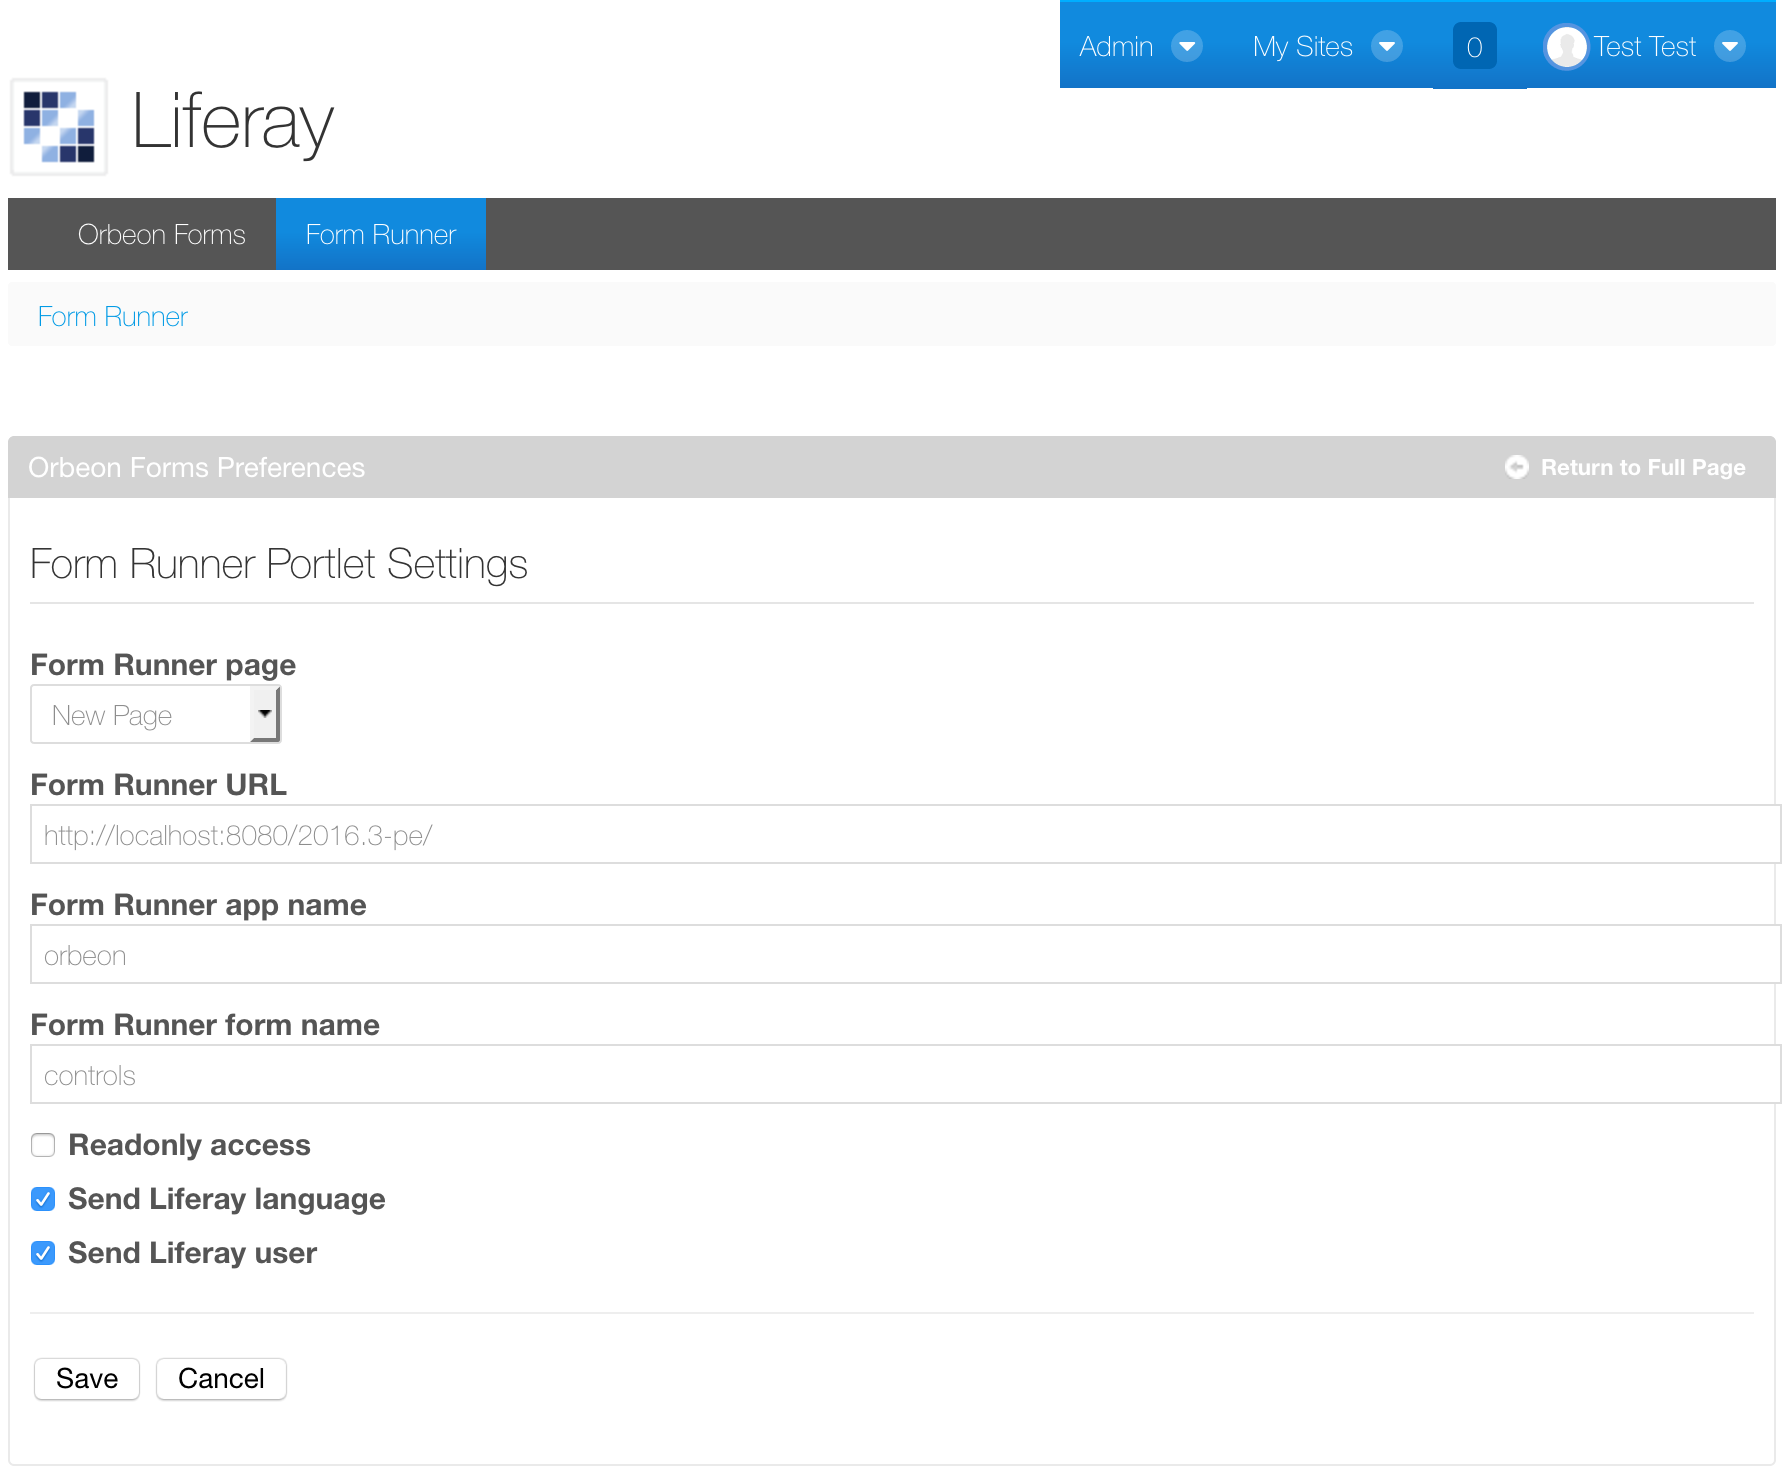 Admin My Sites 0 Test Test
Liferay
Orbeon Forms Form Runner
Form Runner
Orbeon Forms Preferences Return to Full Page
Form Runner Portlet Settings
Form Runner page
New Page
Form Runner URL
http://localhost:8080/2016.3-pe/
Form Runner app name
orbeon
Form Runner form name
controls
Readonly access
Send Liferay language
Send Liferay user
Save Cancel